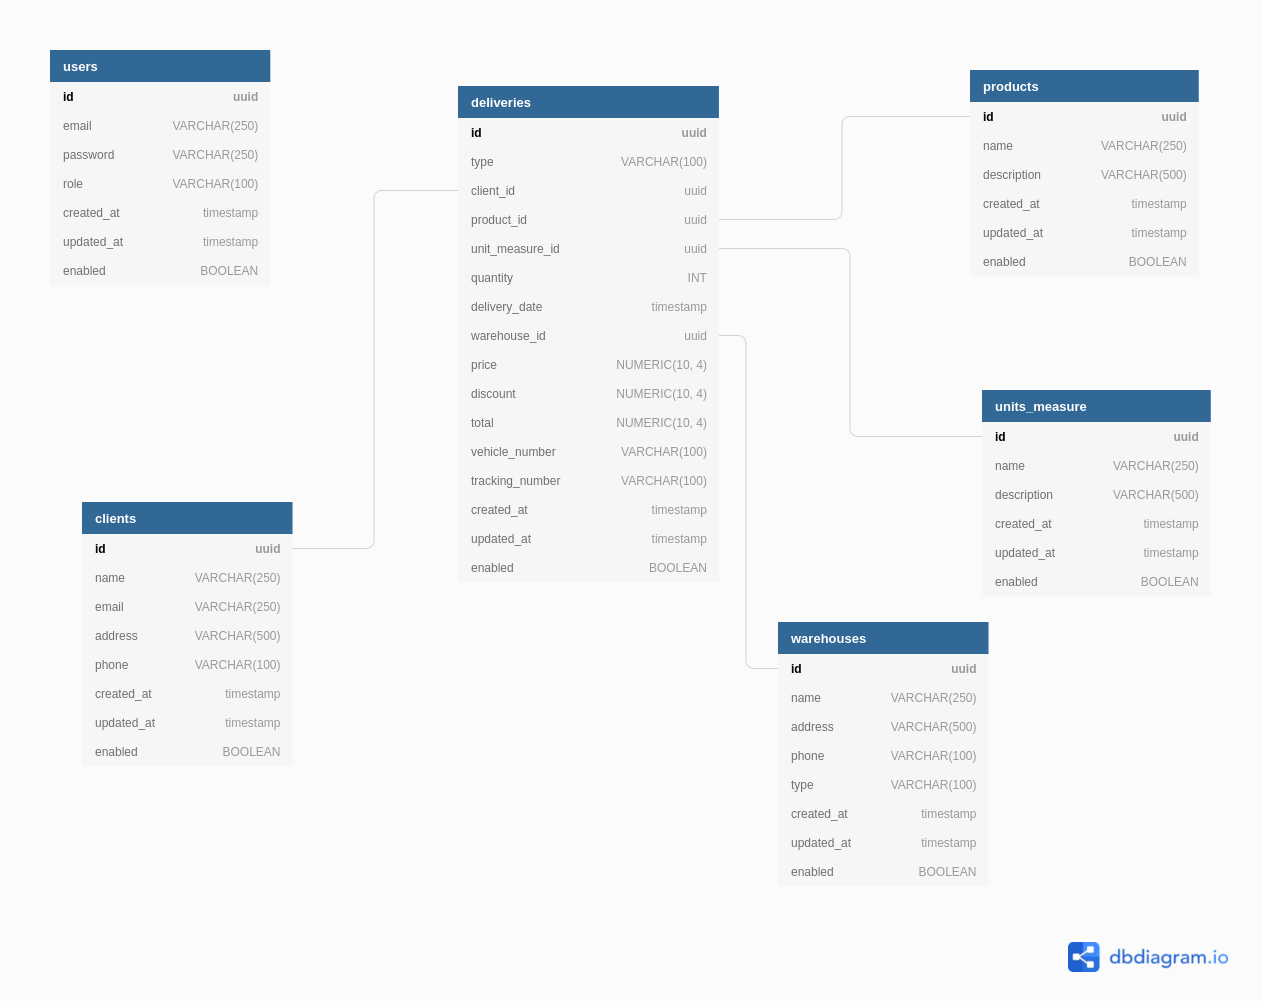 users
id uuid
email VARCHAR(250)
password VARCHAR(250)
role VARCHAR(100)
created_at timestamp
updated_at timestamp
enabled BOOLEAN
deliveries
id uuid
type VARCHAR(100)
client_id uuid
product_id uuid
unit_measure_id uuid
quantity INT
delivery_date timestamp
warehouse_id uuid
price NUMERIC(10, 4)
discount NUMERIC(10, 4)
total NUMERIC(10, 4)
vehicle_number VARCHAR(100)
tracking_number VARCHAR(100)
created_at timestamp
updated_at timestamp
enabled BOOLEAN
products
id uuid
name VARCHAR(250)
description VARCHAR(500)
created_at timestamp
updated_at timestamp
enabled BOOLEAN
units_measure
id uuid
name VARCHAR(250)
description VARCHAR(500)
created_at timestamp
updated_at timestamp
enabled BOOLEAN
clients
id uuid
name VARCHAR(250)
email VARCHAR(250)
address VARCHAR(500)
phone VARCHAR(100)
created_at timestamp
updated_at timestamp
enabled BOOLEAN
warehouses
id uuid
name VARCHAR(250)
address VARCHAR(500)
phone VARCHAR(100)
type VARCHAR(100)
created_at timestamp
updated_at timestamp
enabled BOOLEAN
dbdiagram.io